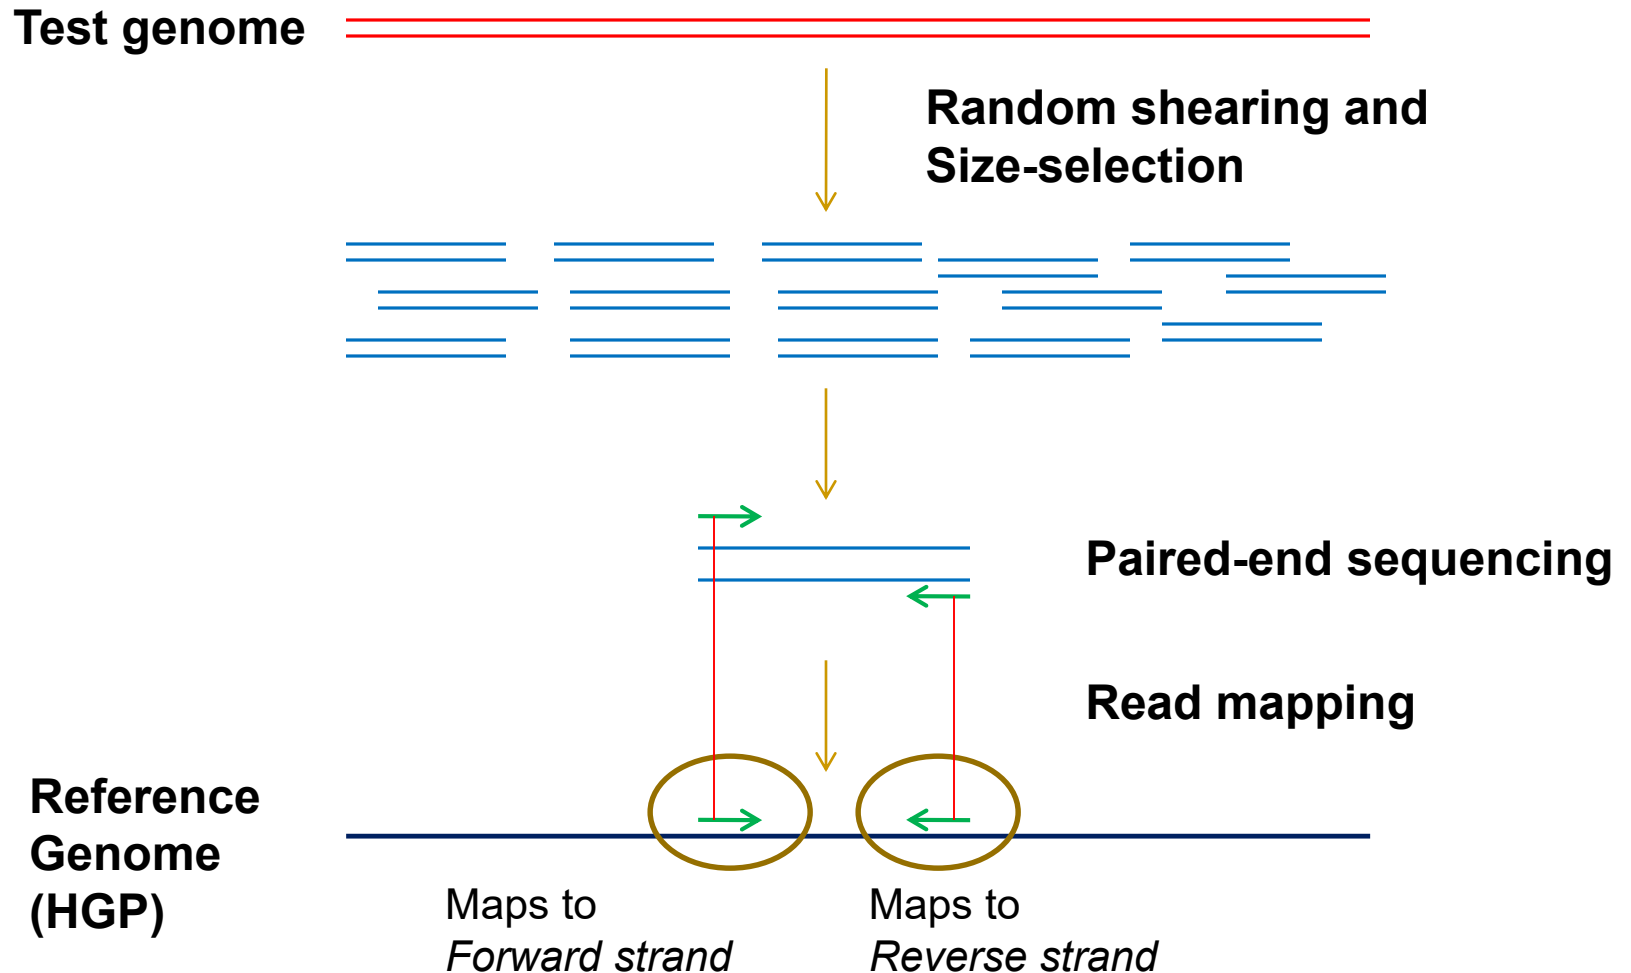 Test genome
Random shearing and
Size-selection
Paired-end sequencing
Read mapping
Reference
Genome
(HGP)
Maps to
Forward strand
Maps to
Reverse strand